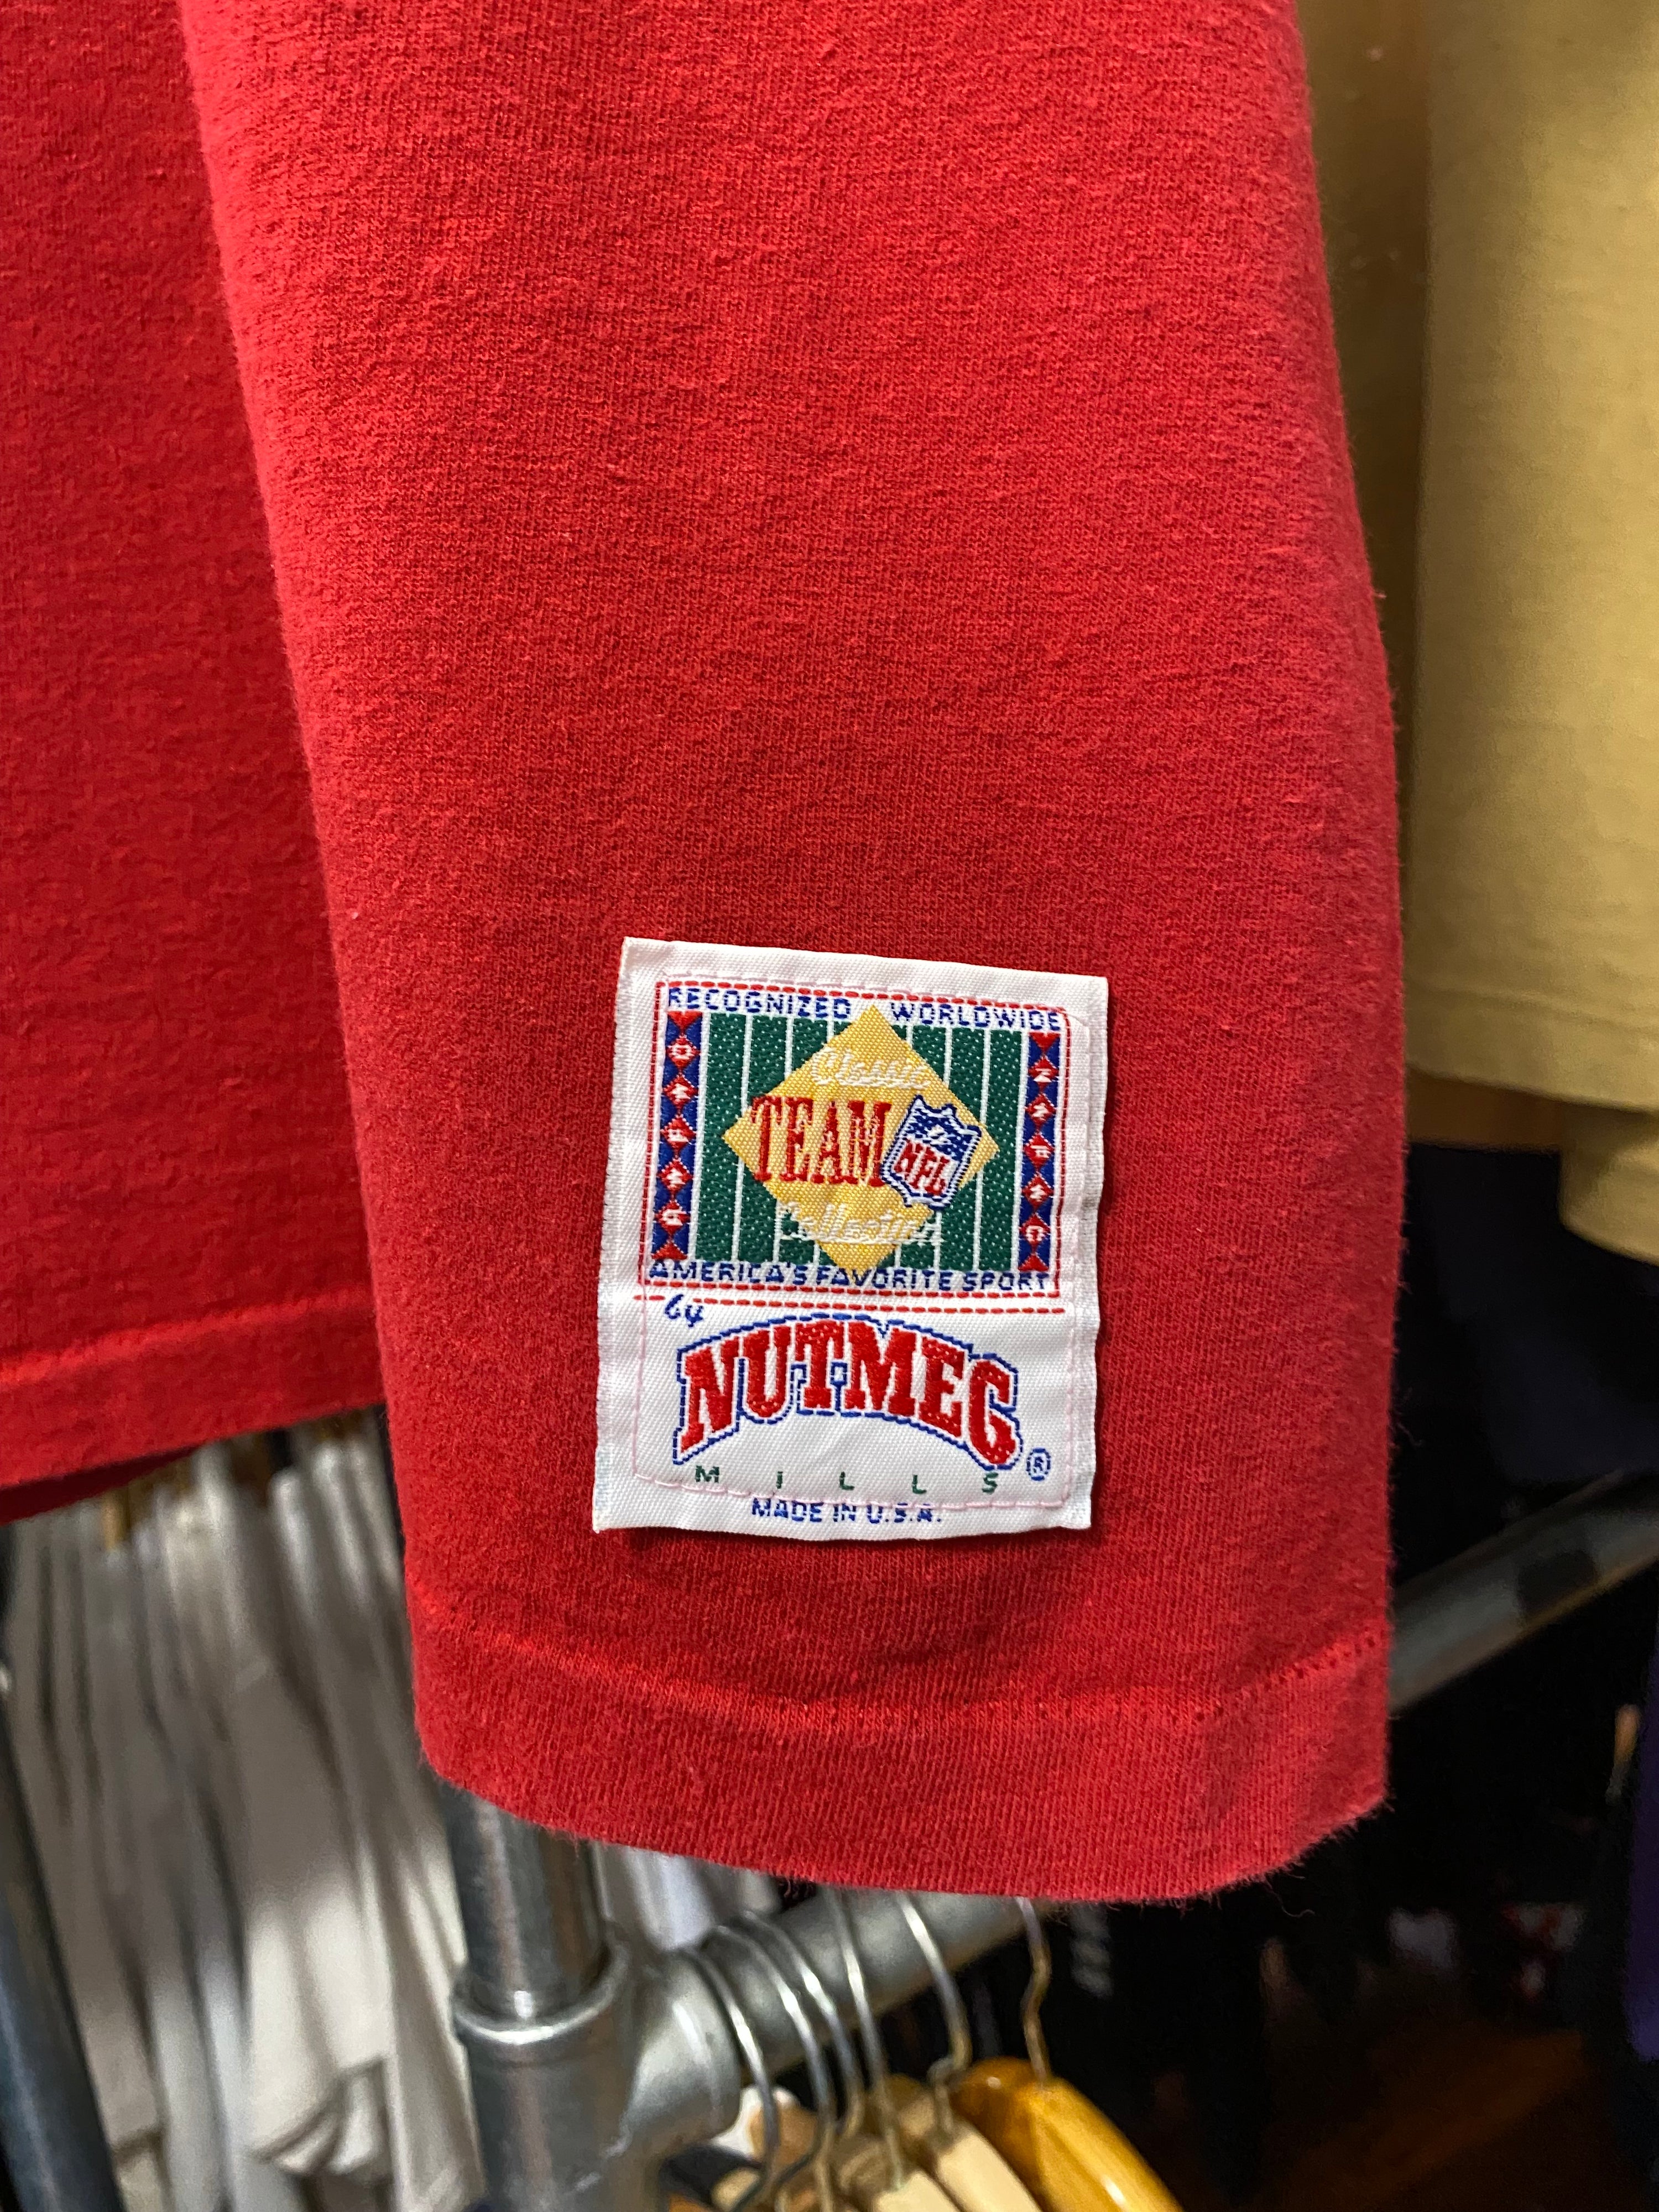 RECOGNIZED WORLDWIDE
Classic
TEAM NFL
Collection
AMERICA'S FAVORITE SPORT
by
NUTMEG
MILLS ®
MADE IN U.S.A.